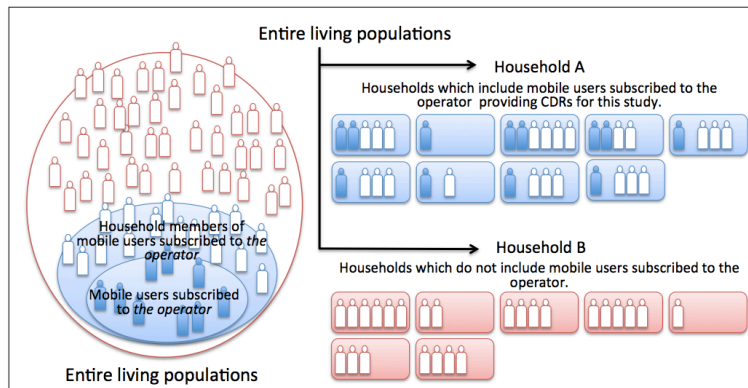 Entire living populations
Household A
Households which include mobile users subscribed to the
operator providing CDRs for this study.
Household members of
mobile users subscribed to the
operator
Mobile users subscribed
to the operator
Entire living populations
Household B
Households which do not include mobile users subscribed to the
operator.